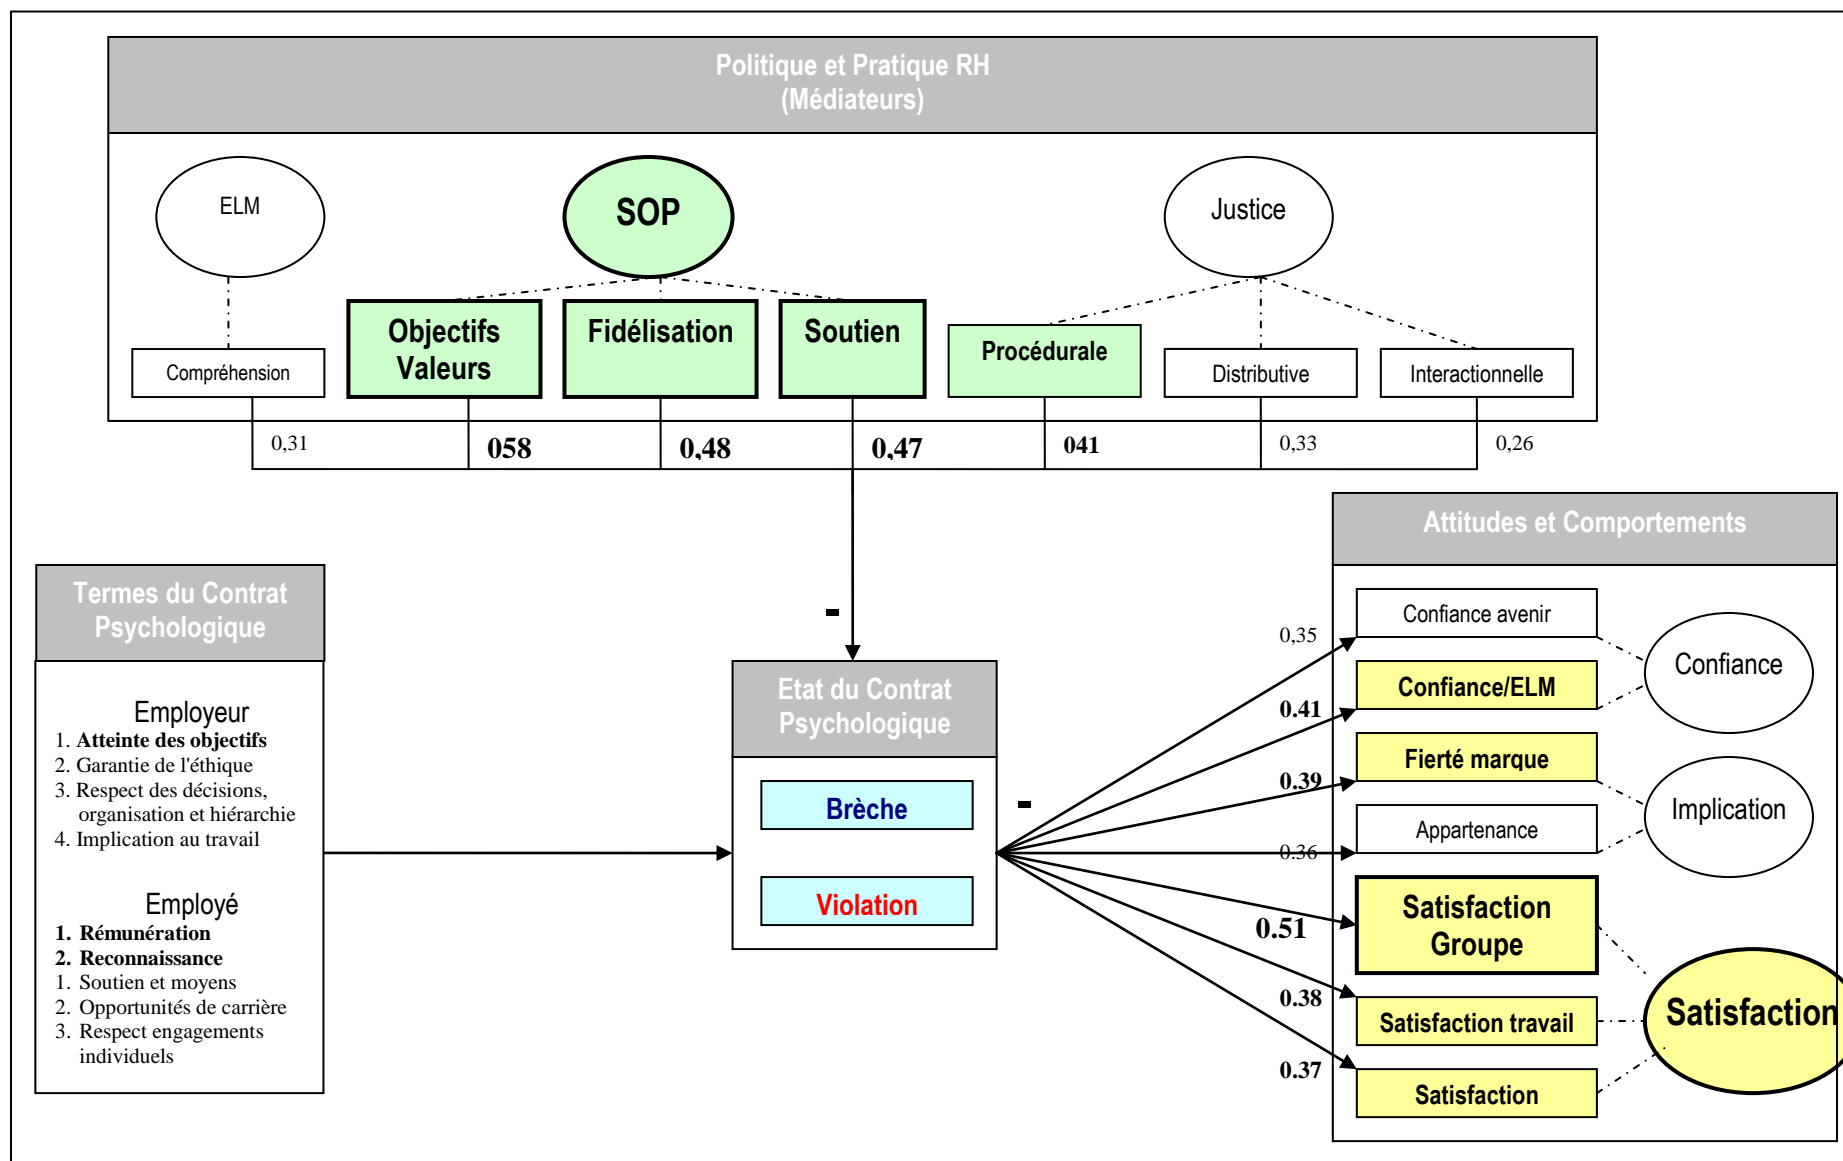 Politique et Pratique RH
(Médiateurs)
ELM
SOP
Justice
Objectifs
Valeurs
Fidélisation
Soutien
Procédurale
Compréhension
Distributive
Interactionnelle
0,31
058
0,48
0,47
041
0,33
0,26
Termes du Contrat
Psychologique
Employeur
1. Atteinte des objectifs
2. Garantie de l'éthique
3. Respect des décisions,
organisation et hiérarchie
4. Implication au travail
Employé
1. Rémunération
2. Reconnaissance
1. Soutien et moyens
2. Opportunités de carrière
3. Respect engagements
individuels
-
Etat du Contrat
Psychologique
Brèche
Violation
-
0,35
0.41
0.39
0.36
0.51
0.38
0.37
Attitudes et Comportements
Confiance avenir
Confiance/ELM
Confiance
Fierté marque
Appartenance
Implication
Satisfaction
Groupe
Satisfaction travail
Satisfaction
Satisfaction